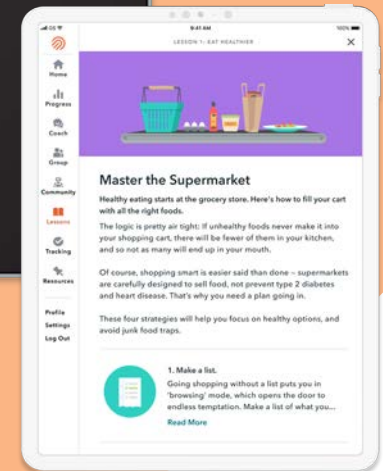 9:41 AM
100%
LESSON 1: EAT HEALTHIER
Home
Progress
Coach
Group
Community
Lessons
Tracking
Resources
Profile
Settings
Log Out
Master the Supermarket
Healthy eating starts at the grocery store. Here's how to fill your cart
with all the right foods.
The logic is pretty air tight: If unhealthy foods never make it into
your shopping cart, there will be fewer of them in your kitchen,
and so not as many will end up in your mouth.
Of course, shopping smart is easier said than done – supermarkets
are carefully designed to sell food, not prevent type 2 diabetes
and heart disease. That's why you need a plan going in.
These four strategies will help you focus on healthy options, and
avoid junk food traps.
1. Make a list.
Going shopping without a list puts you in
'browsing' mode, which opens the door to
endless temptation. Make a list of what you...
Read More